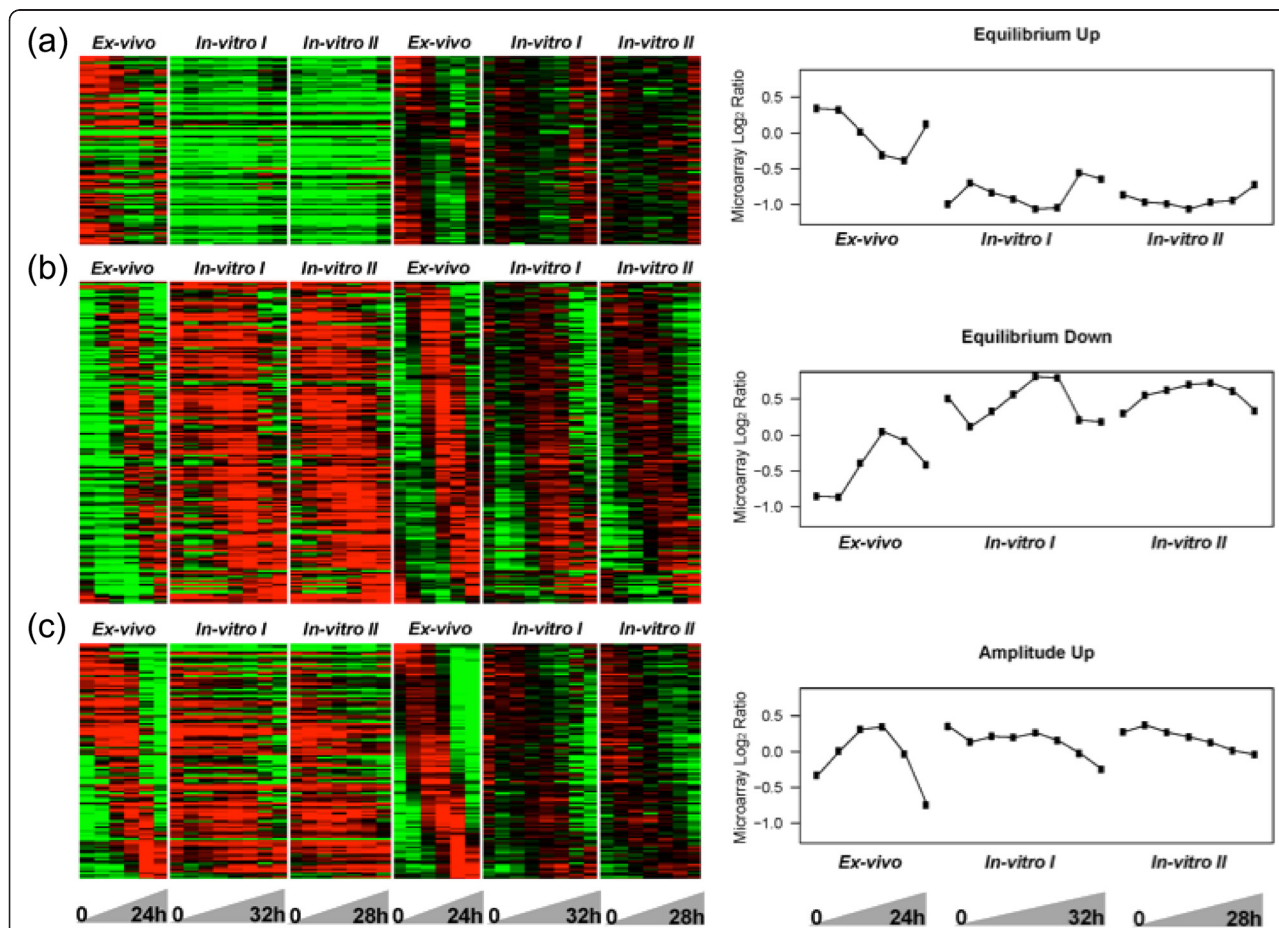 (a)
Ex-vivo In-vitro I In-vitro II Ex-vivo In-vitro I In-vitro II
Equilibrium Up
Microarray Log2 Ratio
0.5
0.0
−0.5
−1.0
Ex-vivo In-vitro I In-vitro II
(b)
Ex-vivo In-vitro I In-vitro II Ex-vivo In-vitro I In-vitro II
Equilibrium Down
Microarray Log2 Ratio
0.5
0.0
−0.5
−1.0
Ex-vivo In-vitro I In-vitro II
(c)
Ex-vivo In-vitro I In-vitro II Ex-vivo In-vitro I In-vitro II
Amplitude Up
Microarray Log2 Ratio
0.5
0.0
−0.5
−1.0
Ex-vivo In-vitro I In-vitro II
0 24h 0 32h 0 28h 0 24h 0 32h 0 28h
0 24h 0 32h 0 28h